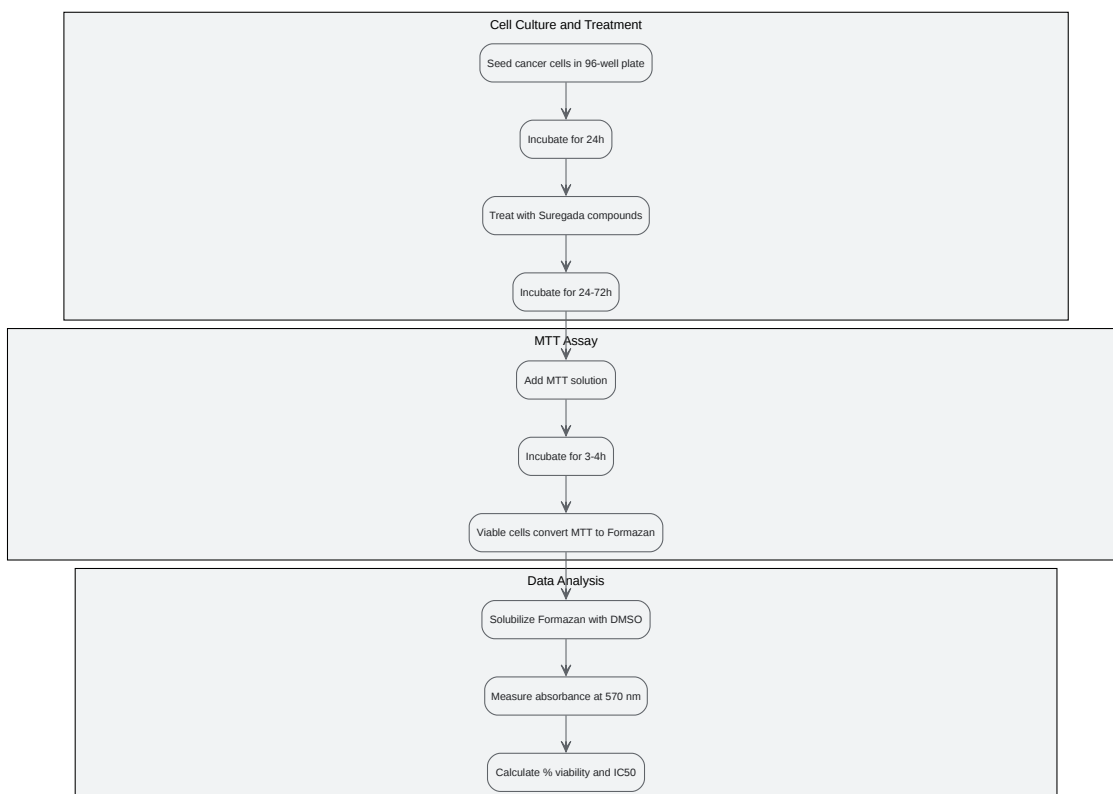 Cell Culture and Treatment
Seed cancer cells in 96-well plate
Incubate for 24h
Treat with Suregada compounds
Incubate for 24-72h
MTT Assay
Add MTT solution
Incubate for 3-4h
Viable cells convert MTT to Formazan
Data Analysis
Solubilize Formazan with DMSO
Measure absorbance at 570 nm
Calculate % viability and IC50